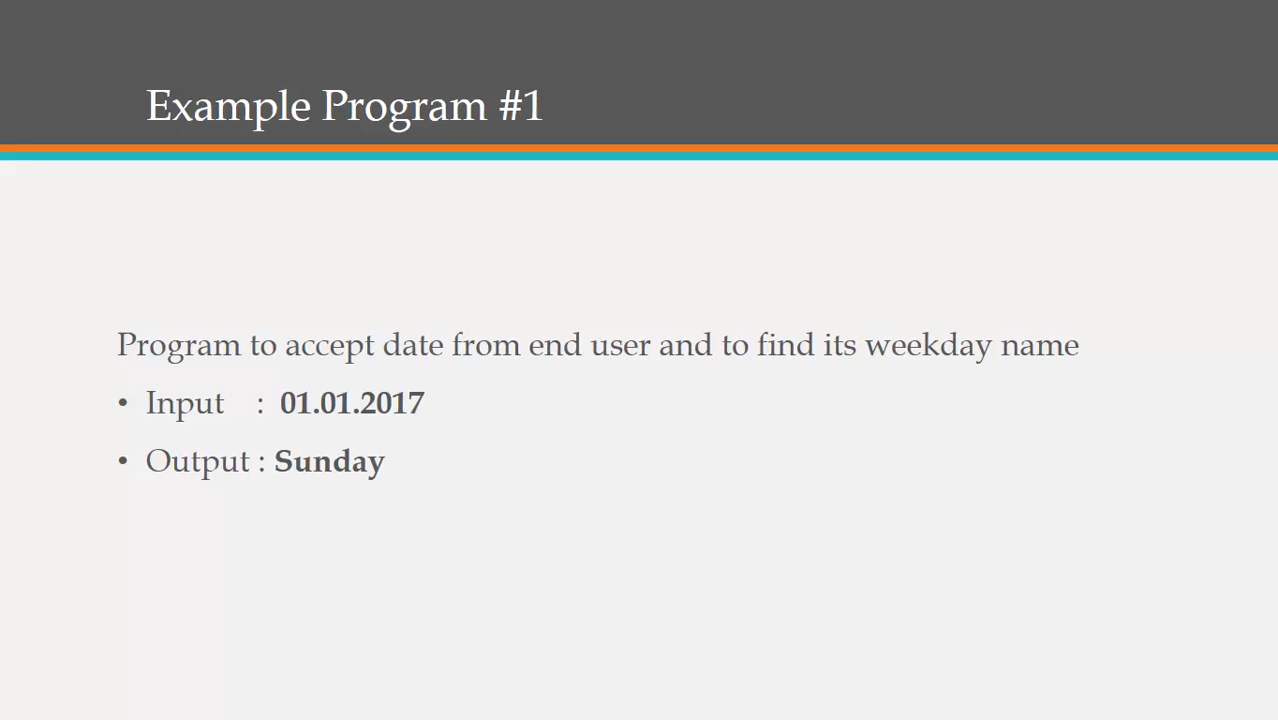 Example Program #1
Program to accept date from end user and to find its weekday name
• Input : 01.01.2017
• Output : Sunday